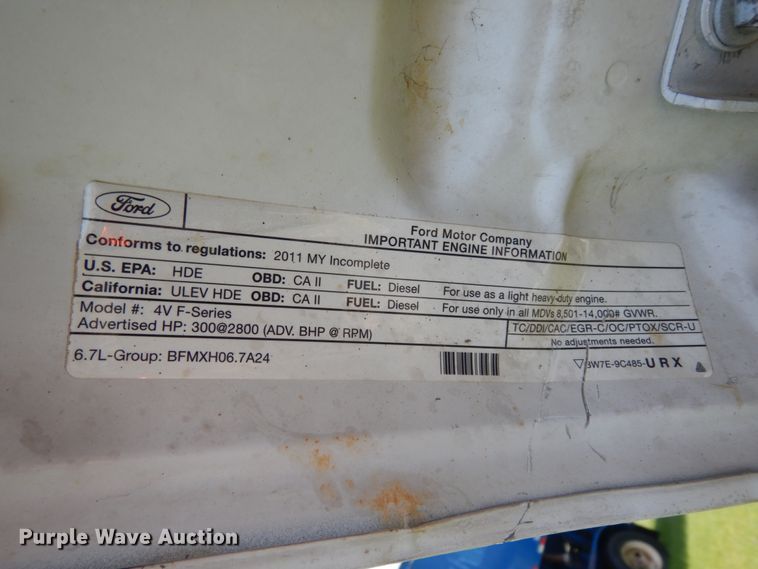 Ford
Ford Motor Company
IMPORTANT ENGINE INFORMATION
Conforms to regulations: 2011 MY Incomplete
U.S. EPA: HDE OBD: CA II FUEL: Diesel For use as a light heavy-duty engine.
California: ULEV HDE OBD: CA II FUEL: Diesel For use only in all MDVs 8,501-14,000# GVWR.
Model #: 4V F-Series TC/DDI/CAC/EGR-C/OC/PTOX/SCR-U
Advertised HP: 300@2800 (ADV. BHP @ RPM) No adjustments needed.
6.7L-Group: BFMXH06.7A24 3W7E-9C485-URX
Purple Wave Auction